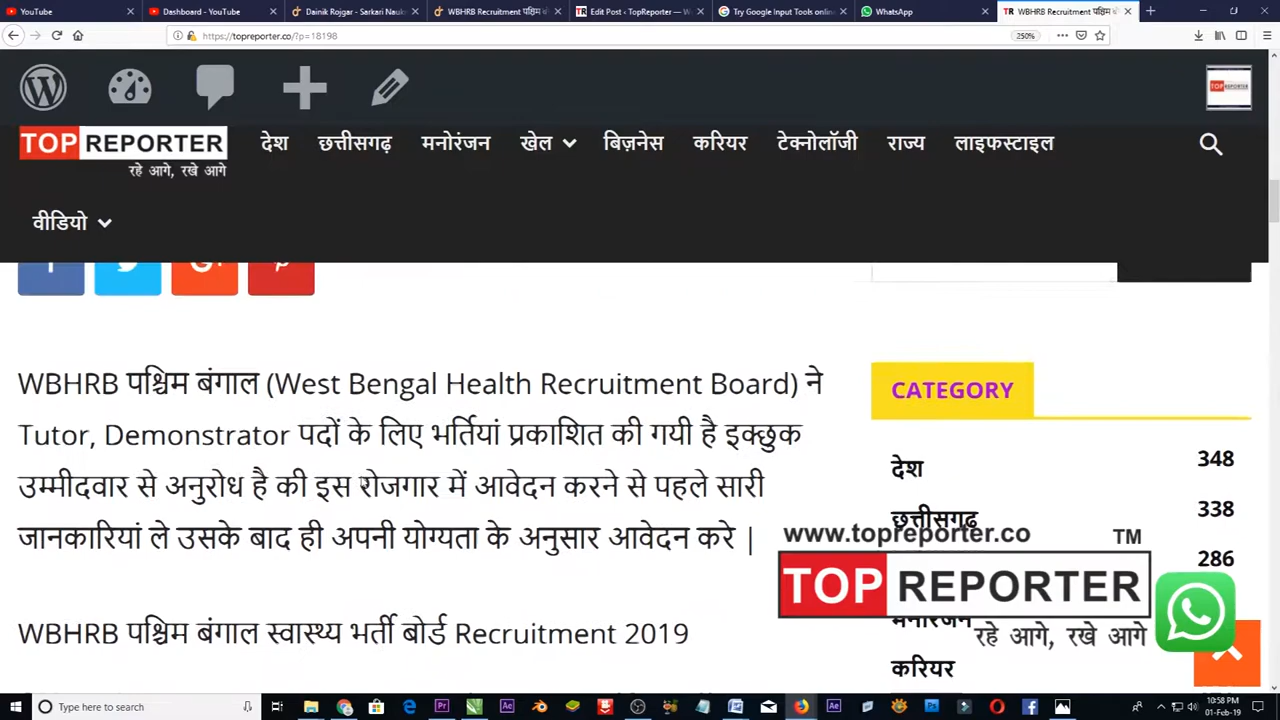 YouTube
Dashboard - YouTube
Dainik Rojgar - Sarkari Nauk
WBHRB Recruitment पश्चिम
Edit Post ‹ TopReporter — W
Try Google Input Tools online
WhatsApp
WBHRB Recruitment पश्चिम
https://topreporter.co/?p=18198
250%
TOP REPORTER
रहे आगे, रखे आगे
देश
छत्तीसगढ़
मनोरंजन
खेल
बिज़नेस
करियर
टेक्नोलॉजी
राज्य
लाइफस्टाइल
वीडियो
WBHRB पश्चिम बंगाल (West Bengal Health Recruitment Board) ने
Tutor, Demonstrator पदों के लिए भर्तियां प्रकाशित की गयी है इक्छुक
उम्मीदवार से अनुरोध है की इस रोजगार में आवेदन करने से पहले सारी
जानकारियां ले उसके बाद ही अपनी योग्यता के अनुसार आवेदन करे |
WBHRB पश्चिम बंगाल स्वास्थ्य भर्ती बोर्ड Recruitment 2019
CATEGORY
देश 348
छत्तीसगढ़ 338
286
मनोरंजन
करियर
www.topreporter.co TM
TOP REPORTER
रहे आगे, रखे आगे
Type here to search
10:58 PM
01-Feb-19